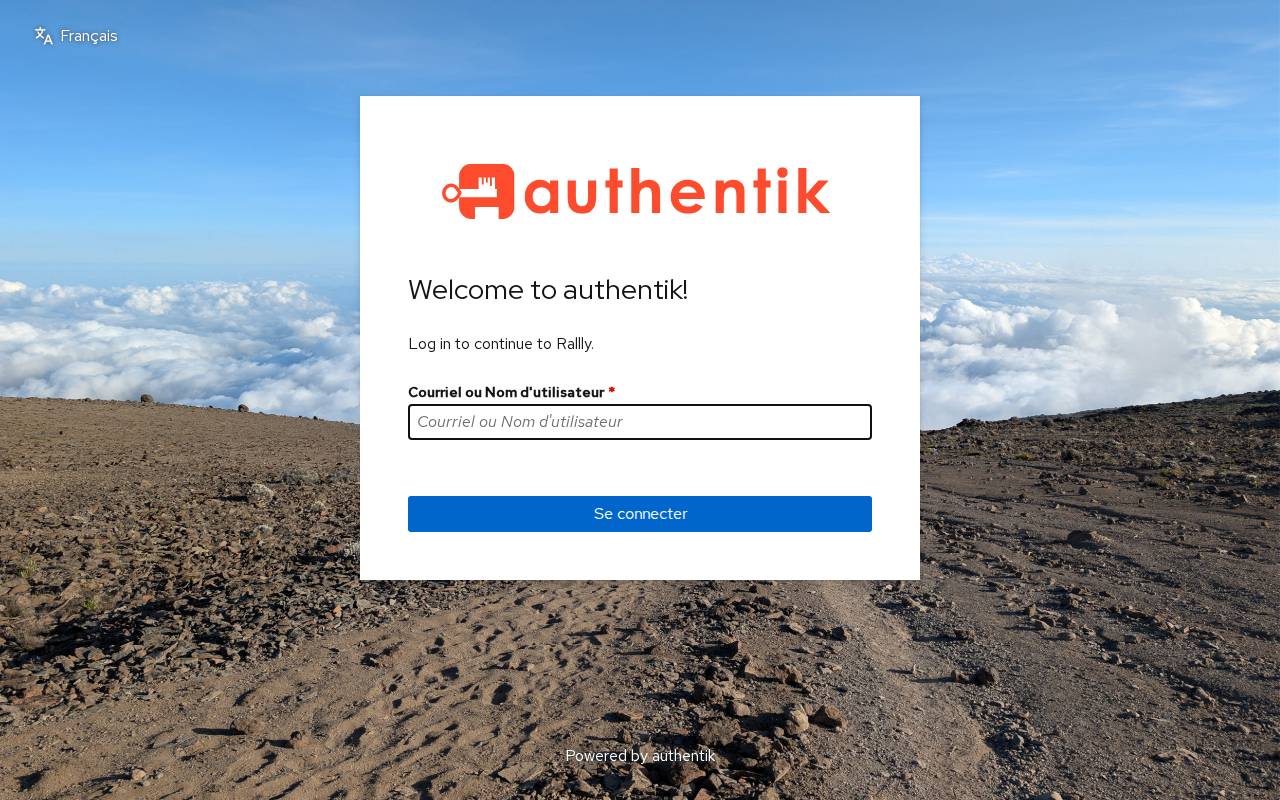 Français
authentik
Welcome to authentik!
Log in to continue to Rallly.
Courriel ou Nom d'utilisateur *
Courriel ou Nom d'utilisateur
Se connecter
Powered by authentik